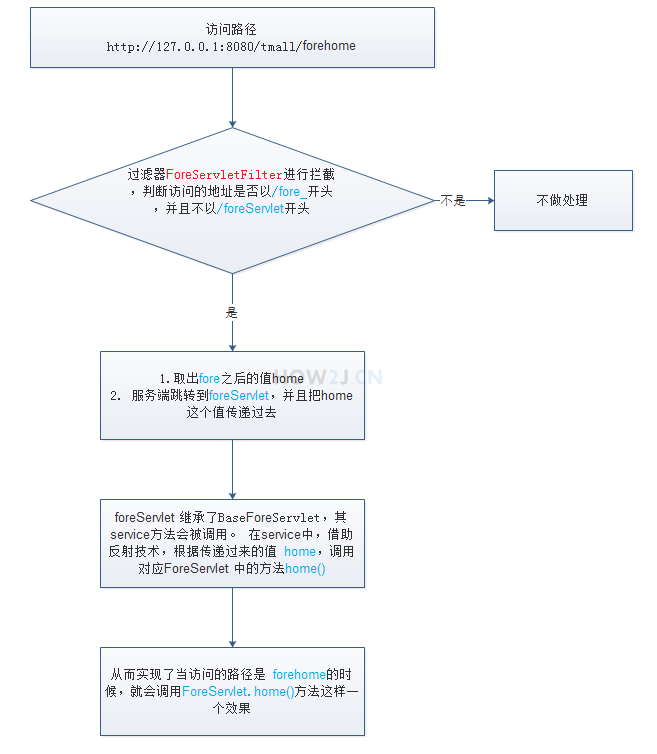 访问路径
http://127.0.0.1:8080/tmall/forehome
过滤器ForeServletFilter进行拦截
，判断访问的地址是否以/fore_开头
，并且不以/foreServlet开头
不是
不做处理
是
1.取出fore之后的值home
2. 服务端跳转到foreServlet，并且把home
这个值传递过去
HOW2J.CN
foreServlet 继承了BaseForeServlet，其
service方法会被调用。 在service中，借助
反射技术，根据传递过来的值 home，调用
对应ForeServlet 中的方法home()
从而实现了当访问的路径是 forehome的时
候，就会调用ForeServlet.home()方法这样一
个效果